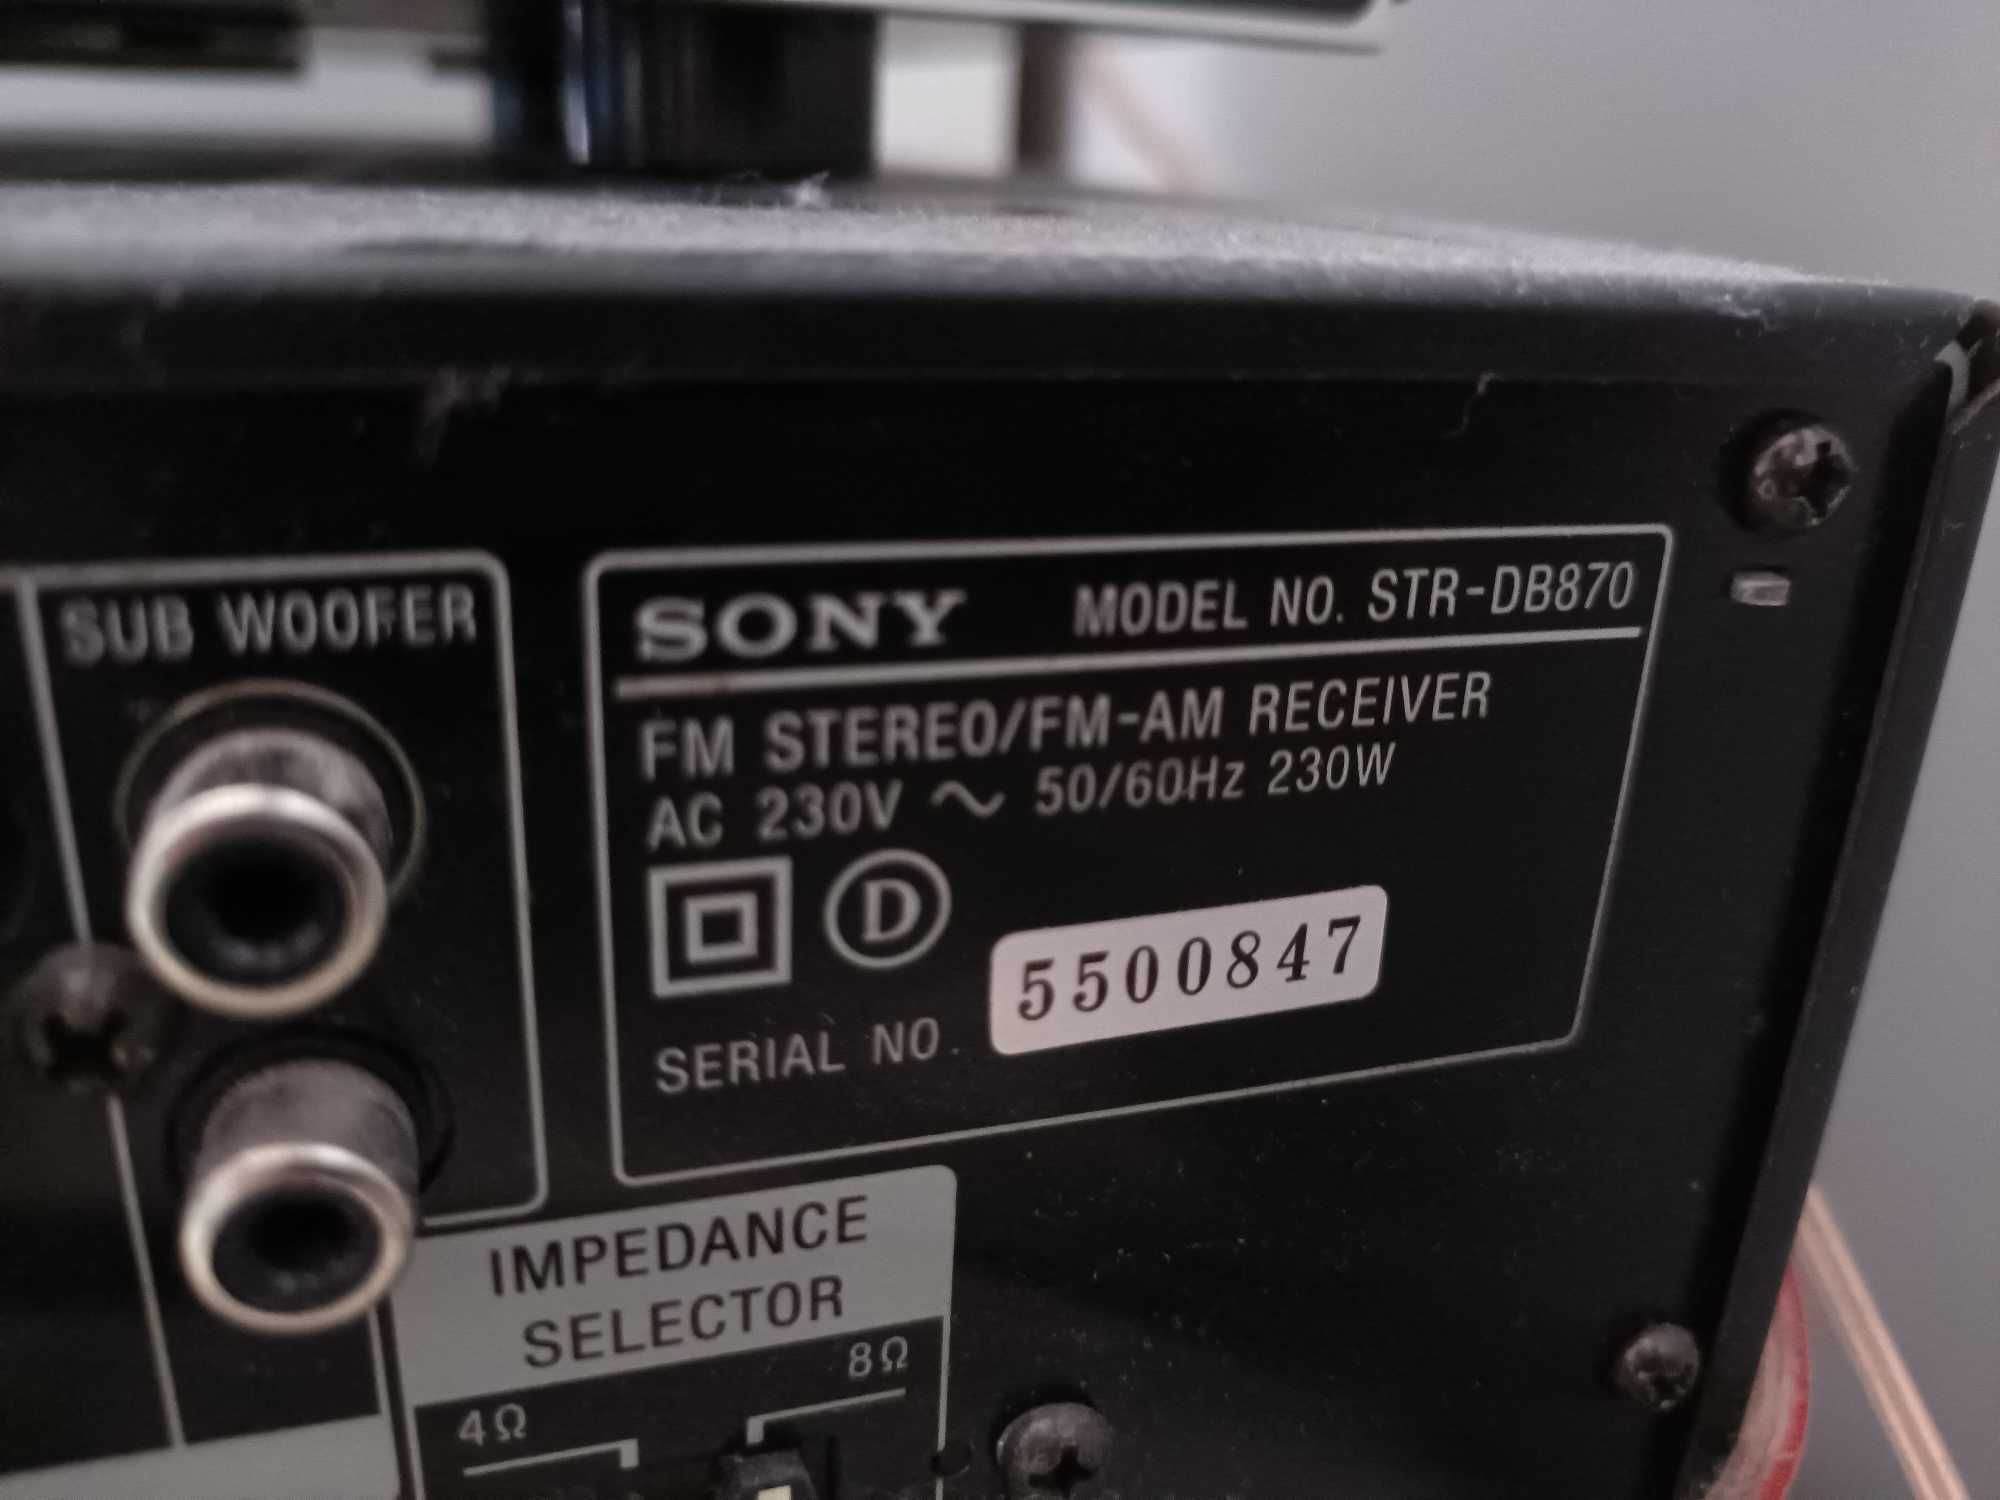 SUB WOOFER
SONY MODEL NO. STR-DB870
FM STEREO/FM-AM RECEIVER
AC 230V ~ 50/60Hz 230W
D
5500847
SERIAL NO.
IMPEDANCE
SELECTOR
4Ω 8Ω